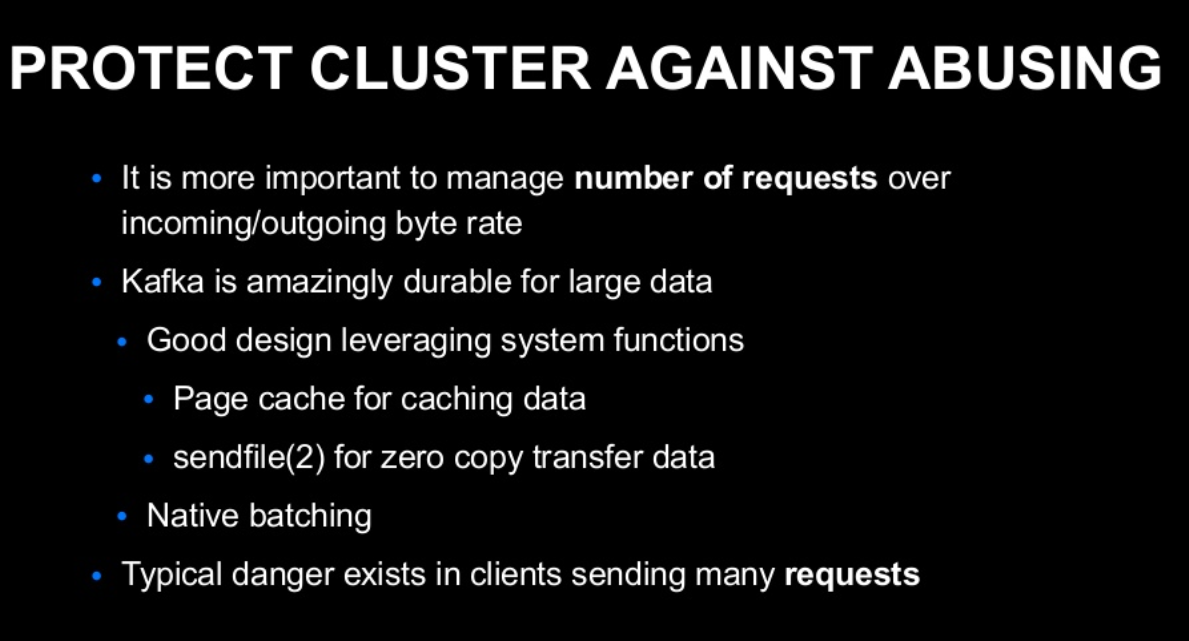 PROTECT CLUSTER AGAINST ABUSING
• It is more important to manage number of requests over
incoming/outgoing byte rate
• Kafka is amazingly durable for large data
• Good design leveraging system functions
• Page cache for caching data
• sendfile(2) for zero copy transfer data
• Native batching
• Typical danger exists in clients sending many requests